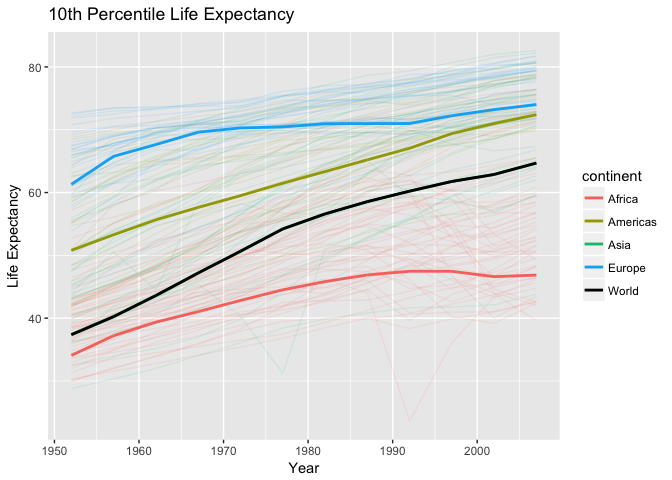 10th Percentile Life Expectancy
80
60
40
Life Expectancy
1950
1960
1970
1980
1990
2000
Year
continent
Africa
Americas
Asia
Europe
World